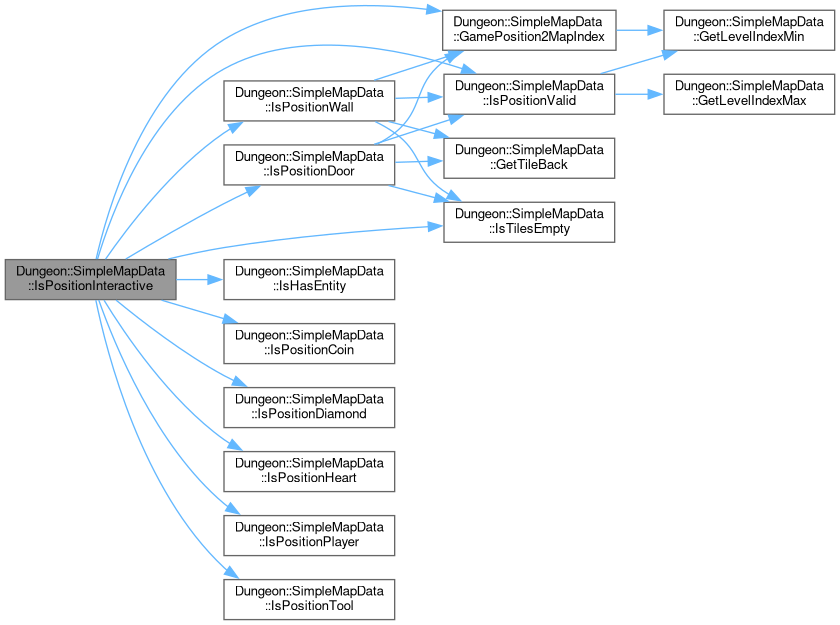 Dungeon::SimpleMapData
::IsPositionInteractive
Dungeon::SimpleMapData
::GamePosition2MapIndex
Dungeon::SimpleMapData
::GetLevelIndexMin
Dungeon::SimpleMapData
::IsPositionValid
Dungeon::SimpleMapData
::GetLevelIndexMax
Dungeon::SimpleMapData
::IsPositionWall
Dungeon::SimpleMapData
::GetTileBack
Dungeon::SimpleMapData
::IsPositionDoor
Dungeon::SimpleMapData
::IsTilesEmpty
Dungeon::SimpleMapData
::IsHasEntity
Dungeon::SimpleMapData
::IsPositionCoin
Dungeon::SimpleMapData
::IsPositionDiamond
Dungeon::SimpleMapData
::IsPositionHeart
Dungeon::SimpleMapData
::IsPositionPlayer
Dungeon::SimpleMapData
::IsPositionTool